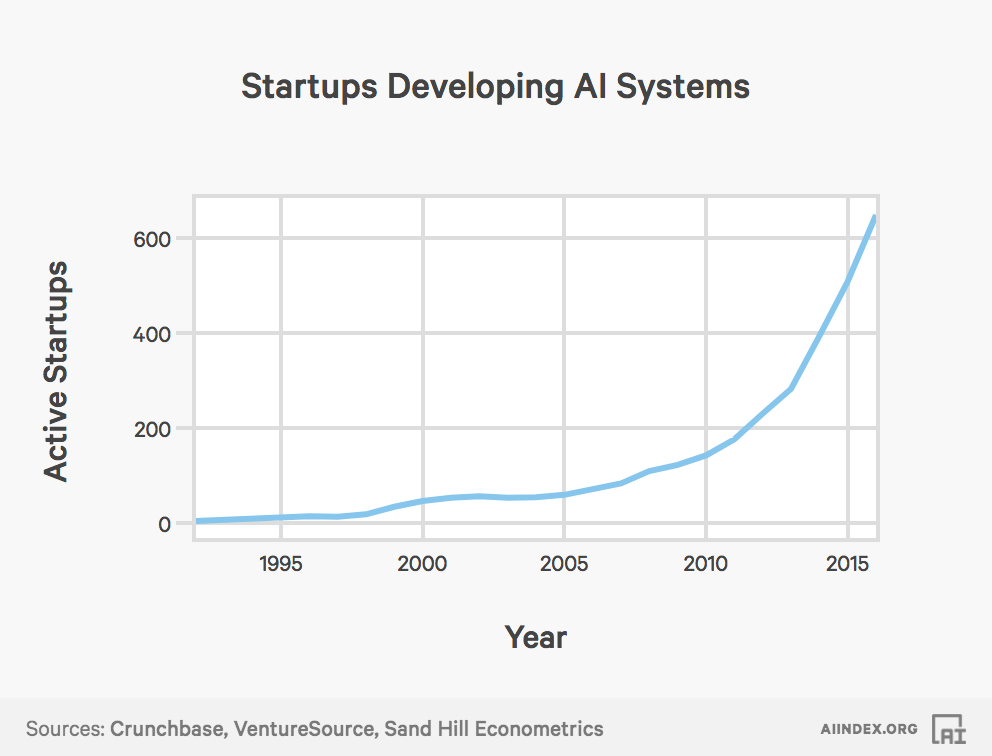 Startups Developing AI Systems
Active Startups
600
400
200
0
1995 2000 2005 2010 2015
Year
Sources: Crunchbase, VentureSource, Sand Hill Econometrics
AIINDEX.ORG AI